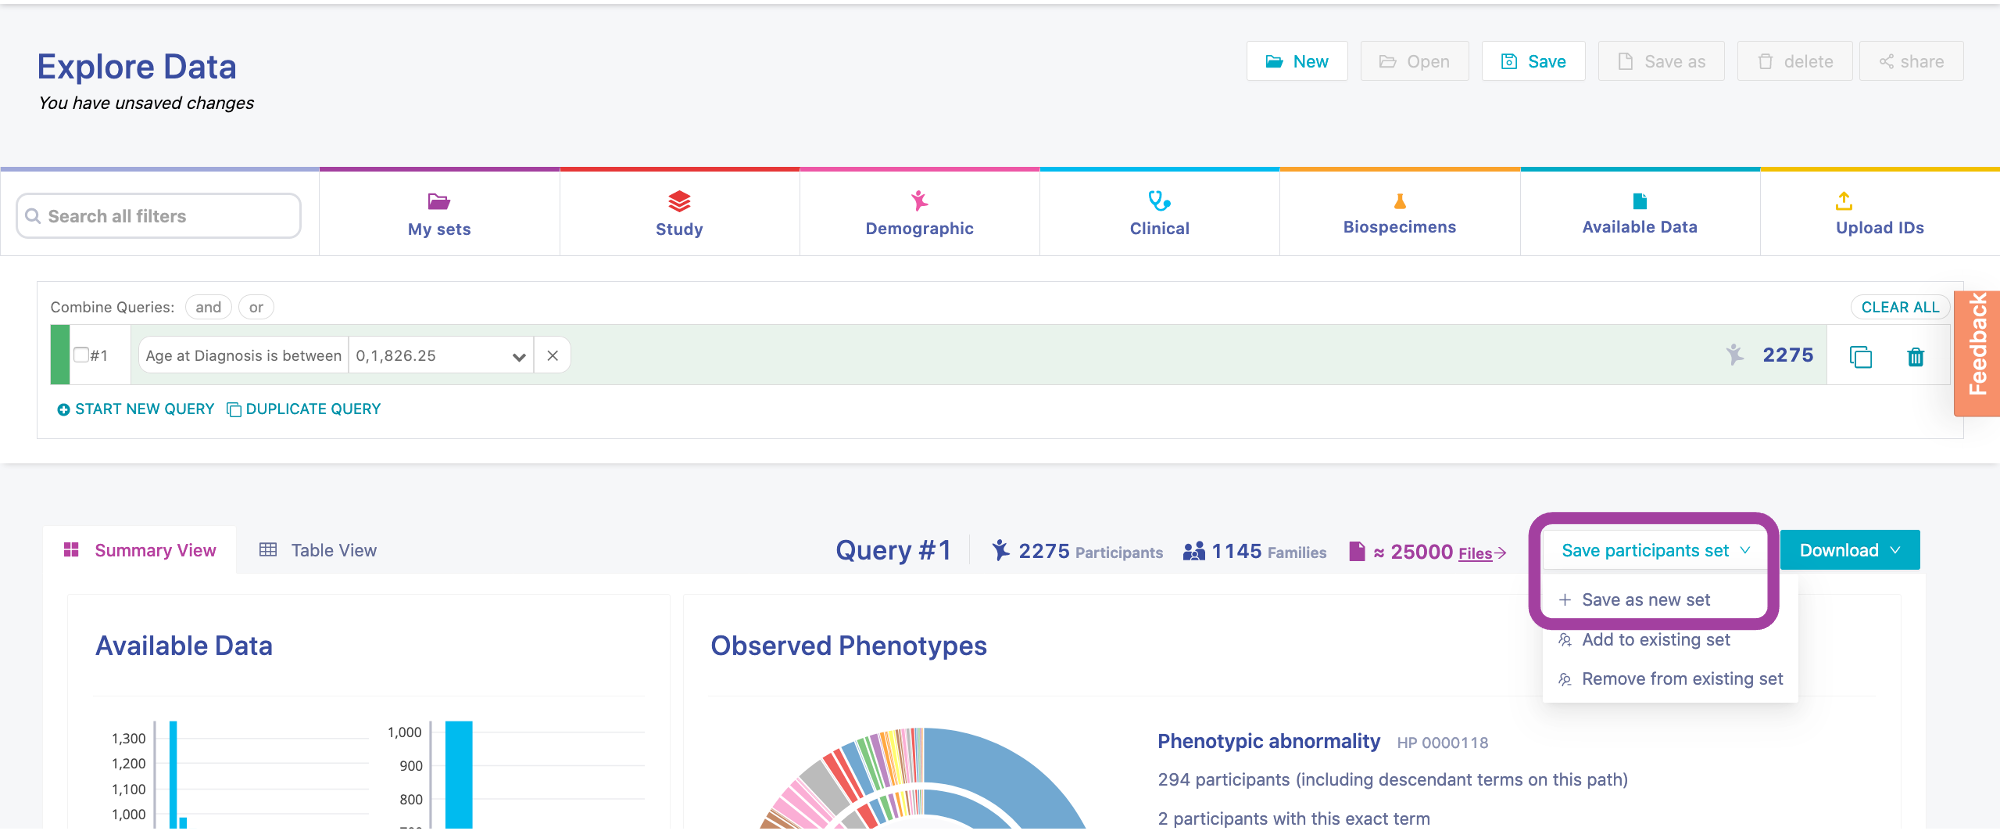 Explore Data
You have unsaved changes
New
Open
Save
Save as
delete
share
Search all filters
My sets
Study
Demographic
Clinical
Biospecimens
Available Data
Upload IDs
Combine Queries: and or
CLEAR ALL
#1
Age at Diagnosis is between 0,1,826.25
2275
START NEW QUERY DUPLICATE QUERY
Feedback
Summary View
Table View
Query #1
2275 Participants
1145 Families
≈ 25000 Files
Save participants set
Download
Save as new set
Add to existing set
Remove from existing set
Available Data
1,300
1,200
1,100
1,000
1,000
900
800
Observed Phenotypes
Phenotypic abnormality HP 0000118
294 participants (including descendant terms on this path)
2 participants with this exact term